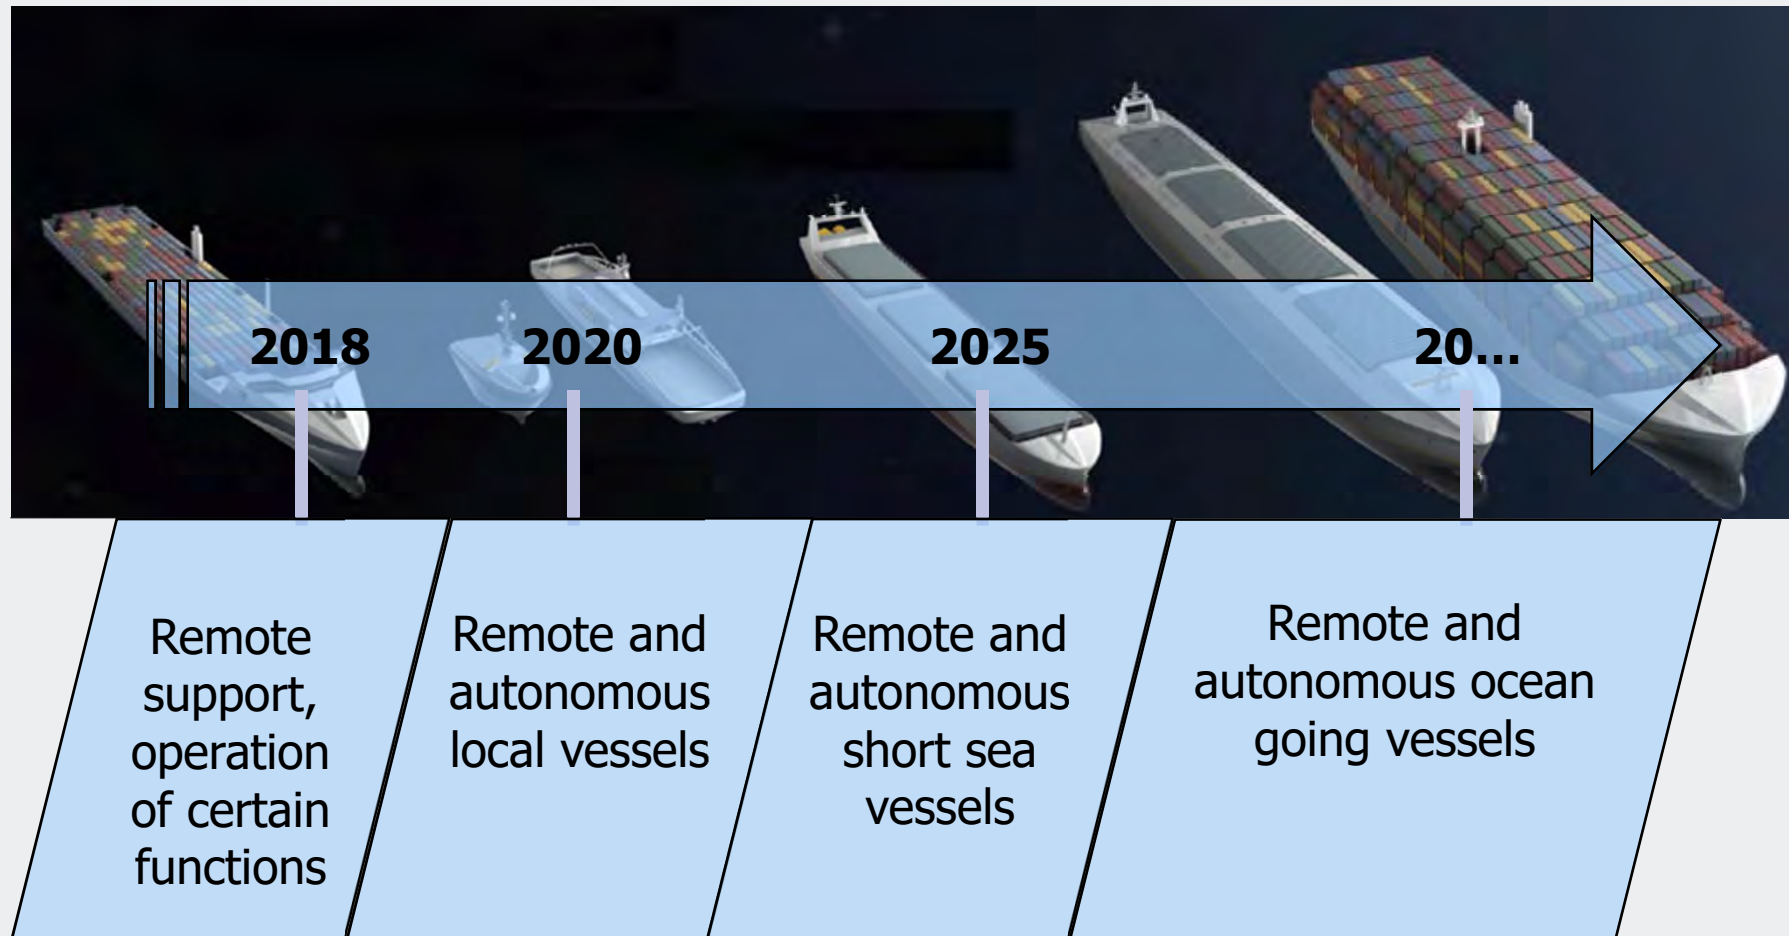 2018
2020
2025
20...
Remote
support,
operation
of certain
functions
Remote and
autonomous
local vessels
Remote and
autonomous
short sea
vessels
Remote and
autonomous ocean
going vessels